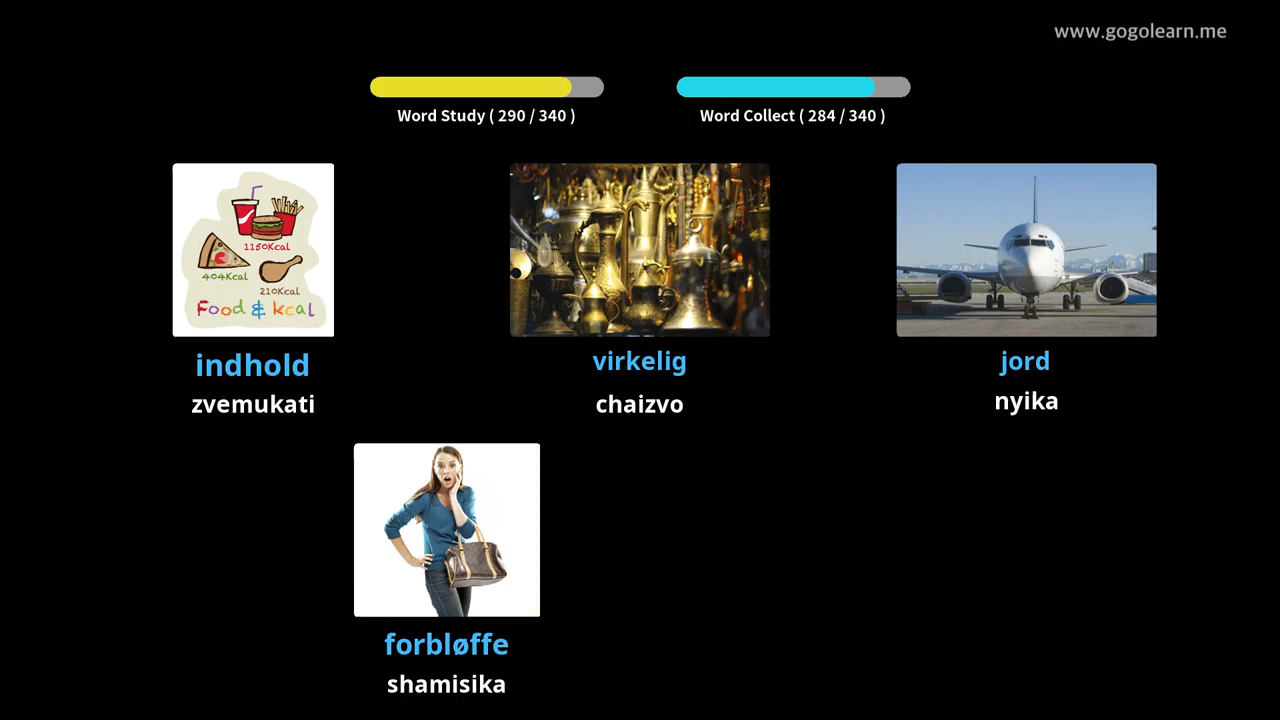 www.gogolearn.me
Word Study ( 290 / 340 )
Word Collect ( 284 / 340 )
1150Kcal
404Kcal
210Kcal
Food & kcal
indhold
zvemukati
virkelig
chaizvo
jord
nyika
forbløffe
shamisika